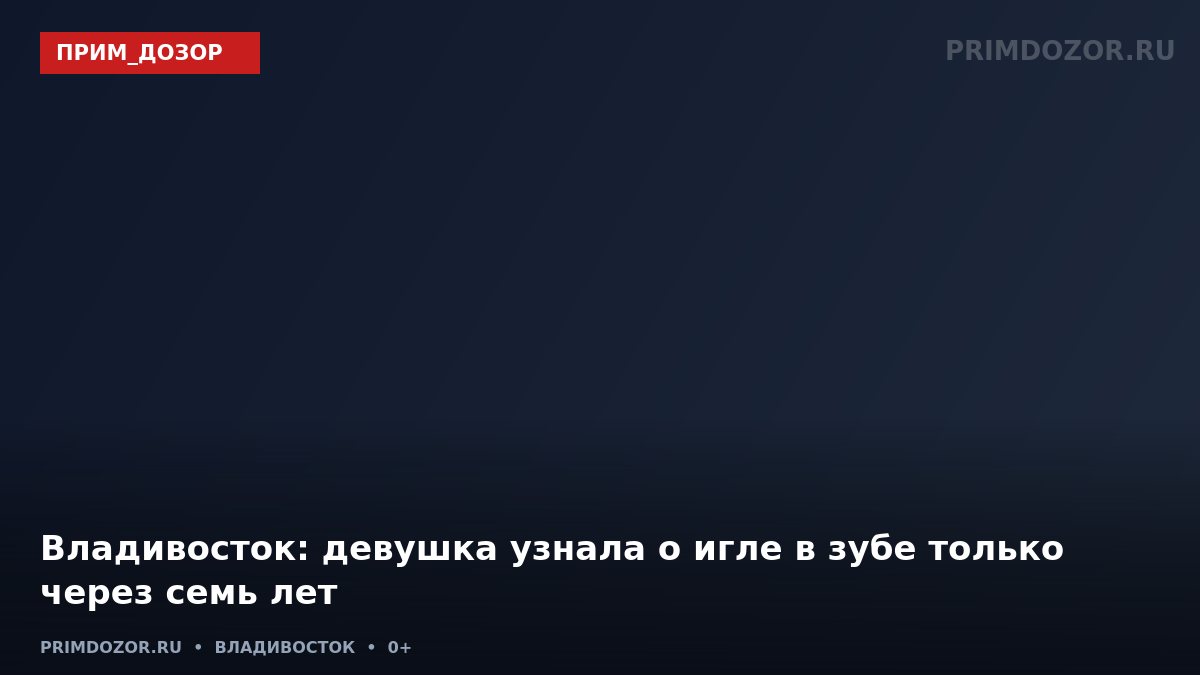 ПРИМ_ДОЗОР
PRIMDOZOR.RU
Владивосток: девушка узнала о игле в зубе только
через семь лет
PRIMDOZOR.RU • ВЛАДИВОСТОК • 0+